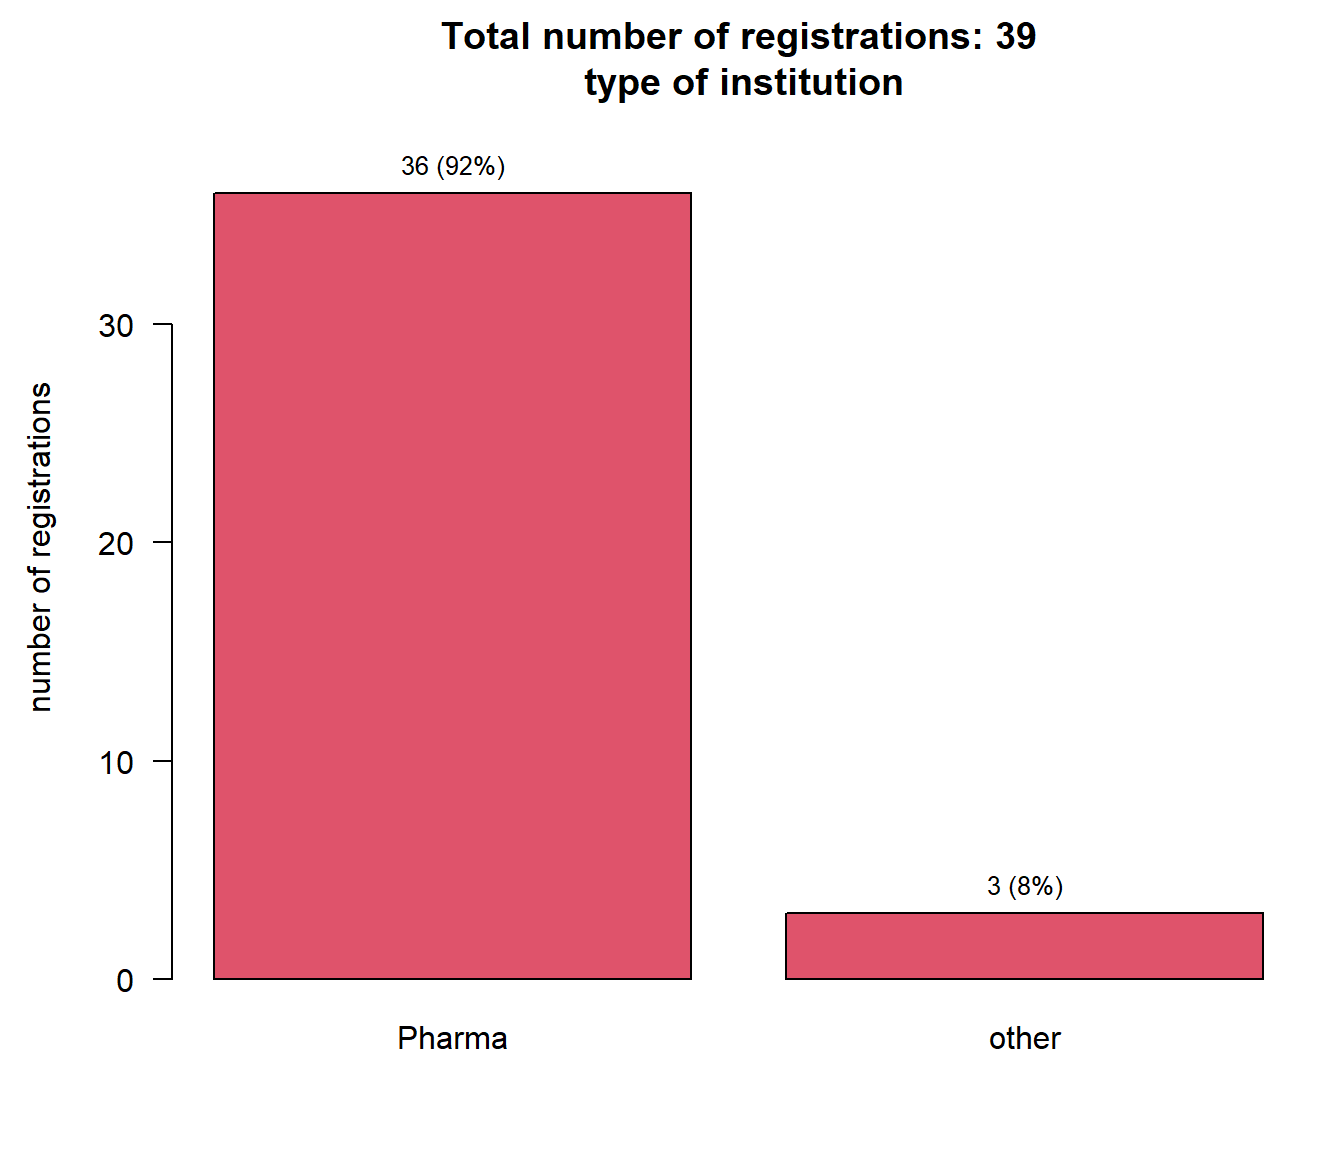 Total number of registrations: 39
type of institution
36 (92%)
30
20
10
0
number of registrations
3 (8%)
Pharma
other